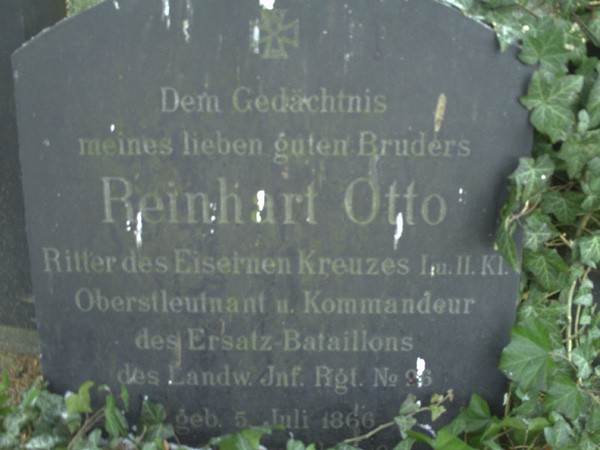 Dem Gedächtnis
meines lieben guten Bruders
Reinhart Otto
Ritter des Eisernen Kreuzes I. u. II. Kl.
Oberstleutnant u. Kommandeur
des Ersatz-Bataillons
des Landw. Jnf. Rgt. No
geb. 5. Juli 1866